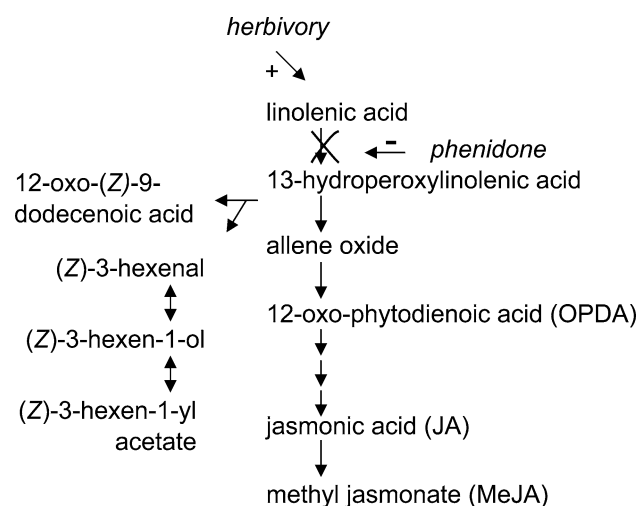 herbivory
+
linolenic acid
-
phenidone
13-hydroperoxylinolenic acid
12-oxo-(Z)-9-
dodecenoic acid
allene oxide
(Z)-3-hexenal
12-oxo-phytodienoic acid (OPDA)
(Z)-3-hexen-1-ol
(Z)-3-hexen-1-yl
acetate
jasmonic acid (JA)
methyl jasmonate (MeJA)